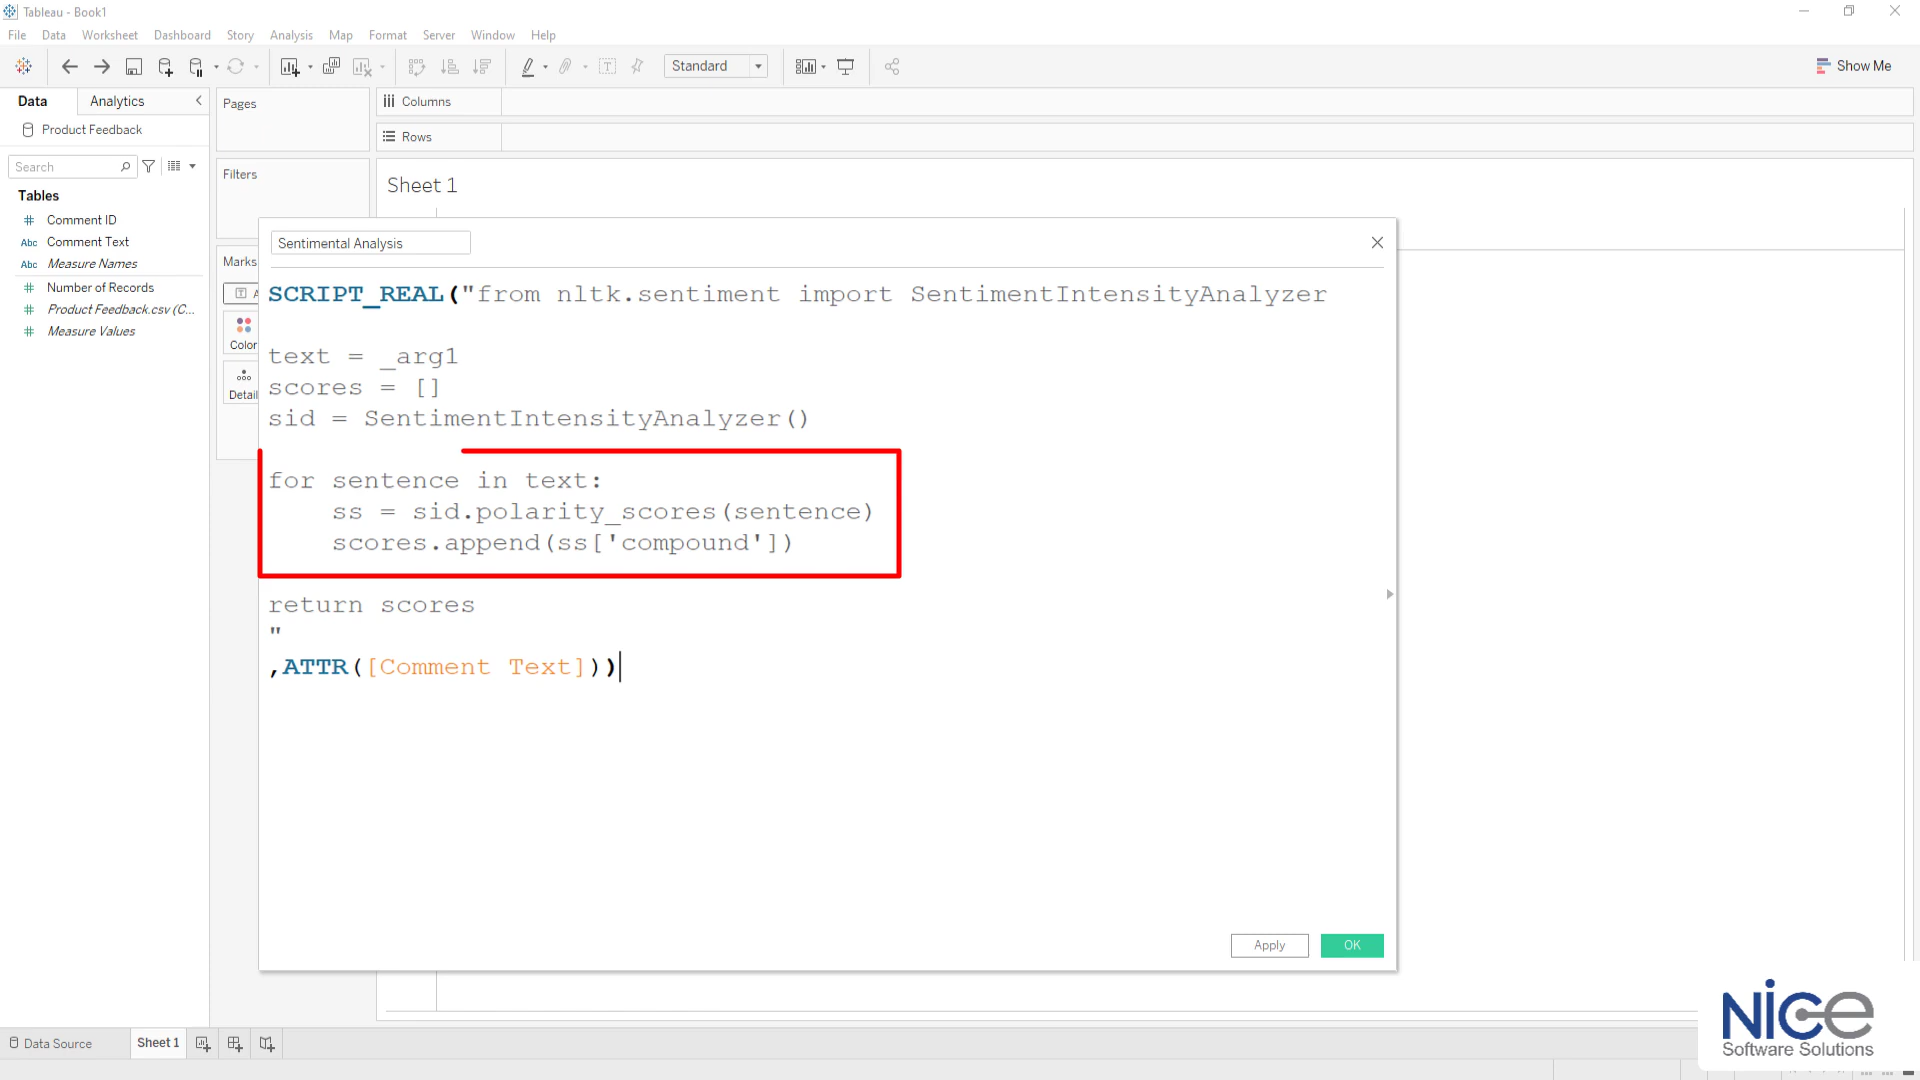 Tableau - Book1
File Data Worksheet Dashboard Story Analysis Map Format Server Window Help
Standard
Show Me
Data Analytics
Pages
Columns
Product Feedback
Rows
Search
Filters
Tables
Sheet 1
Comment ID
Abc Comment Text
Abc Measure Names
Number of Records
Product Feedback.csv (C...
Measure Values
Marks
Color
Detail
Sentimental Analysis
SCRIPT_REAL("from nltk.sentiment import SentimentIntensityAnalyzer
text = _arg1
scores = []
sid = SentimentIntensityAnalyzer()
for sentence in text:
ss = sid.polarity_scores(sentence)
scores.append(ss['compound'])
return scores
"
,ATTR([Comment Text]))
Apply OK
Data Source Sheet 1
NICE
Software Solutions